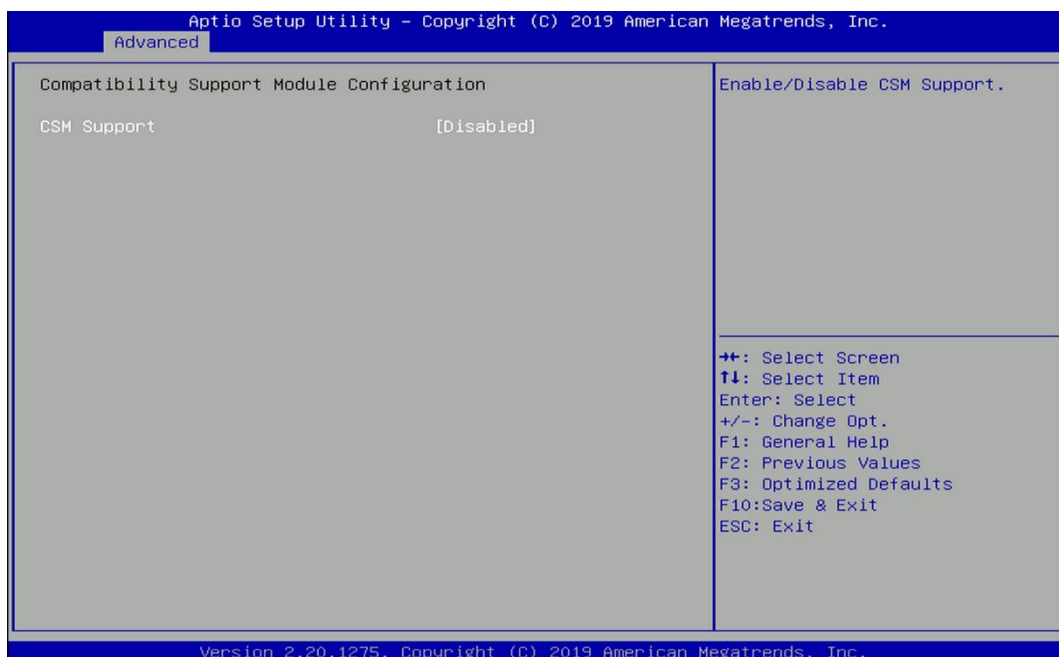 Aptio Setup Utility – Copyright (C) 2019 American Megatrends, Inc.
Advanced
Compatibility Support Module Configuration
CSM Support [Disabled]
Enable/Disable CSM Support.
→←: Select Screen
↑↓: Select Item
Enter: Select
+/-: Change Opt.
F1: General Help
F2: Previous Values
F3: Optimized Defaults
F10:Save & Exit
ESC: Exit
Version 2.20.1275. Copyright (C) 2019 American Megatrends, Inc.